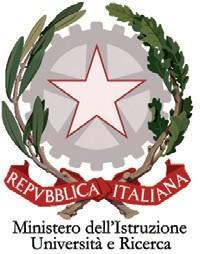 REPVBBLICA ITALIANA
Ministero dell'Istruzione
Università e Ricerca